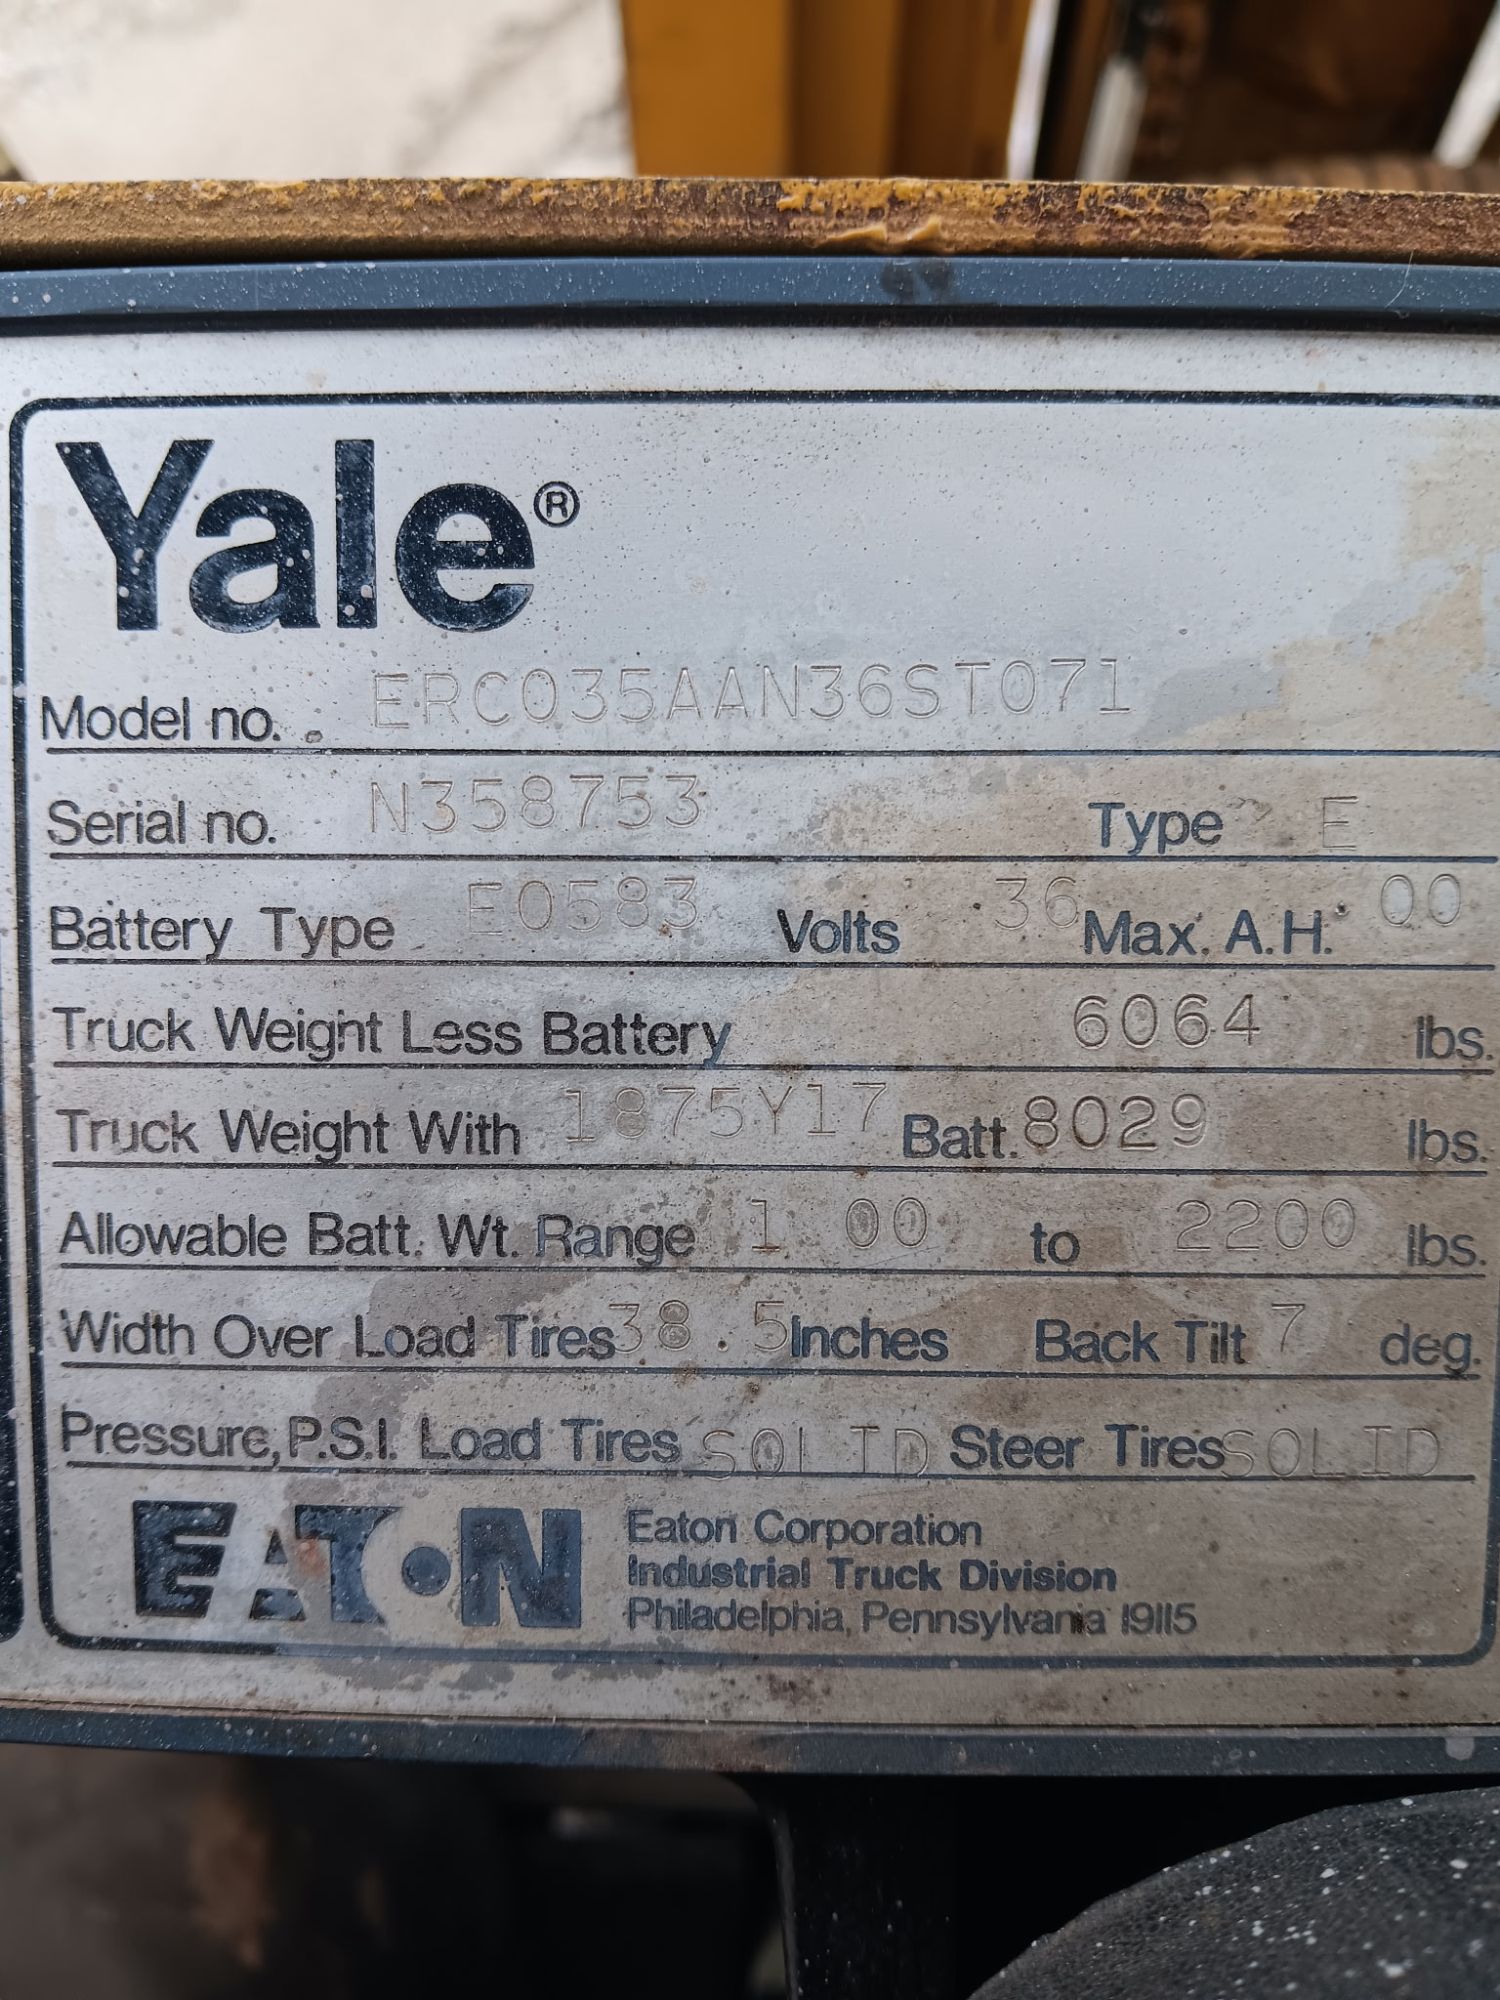 Yale®
Model no. ERC035AAN36ST071
Serial no. N358753 Type E
Battery Type E0583 Volts 36 Max. A.H. 00
Truck Weight Less Battery 6064 lbs.
Truck Weight With 1875Y17 Batt. 8029 lbs.
Allowable Batt. Wt. Range to 2200 lbs.
Width Over Load Tires 38.5 Inches Back Tilt 7 deg.
Pressure, P.S.I. Load Tires SOLID Steer Tires SOLID
EATON Eaton Corporation
Industrial Truck Division
Philadelphia, Pennsylvania 19115